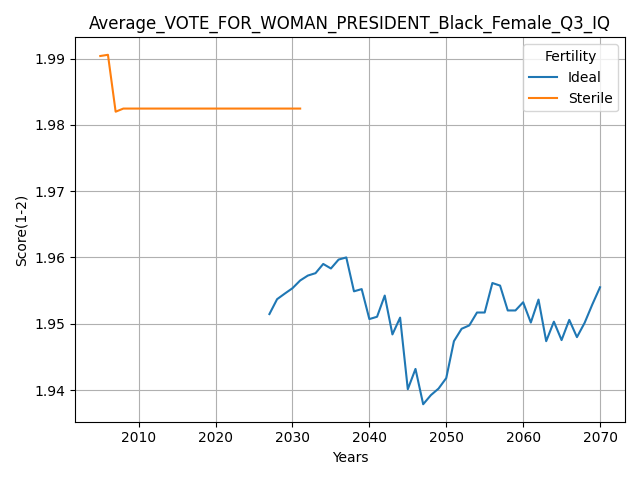 Average_VOTE_FOR_WOMAN_PRESIDENT_Black_Female_Q3_IQ
Fertility
Ideal
Sterile
Score(1-2)
1.99
1.98
1.97
1.96
1.95
1.94
2010 2020 2030 2040 2050 2060 2070
Years